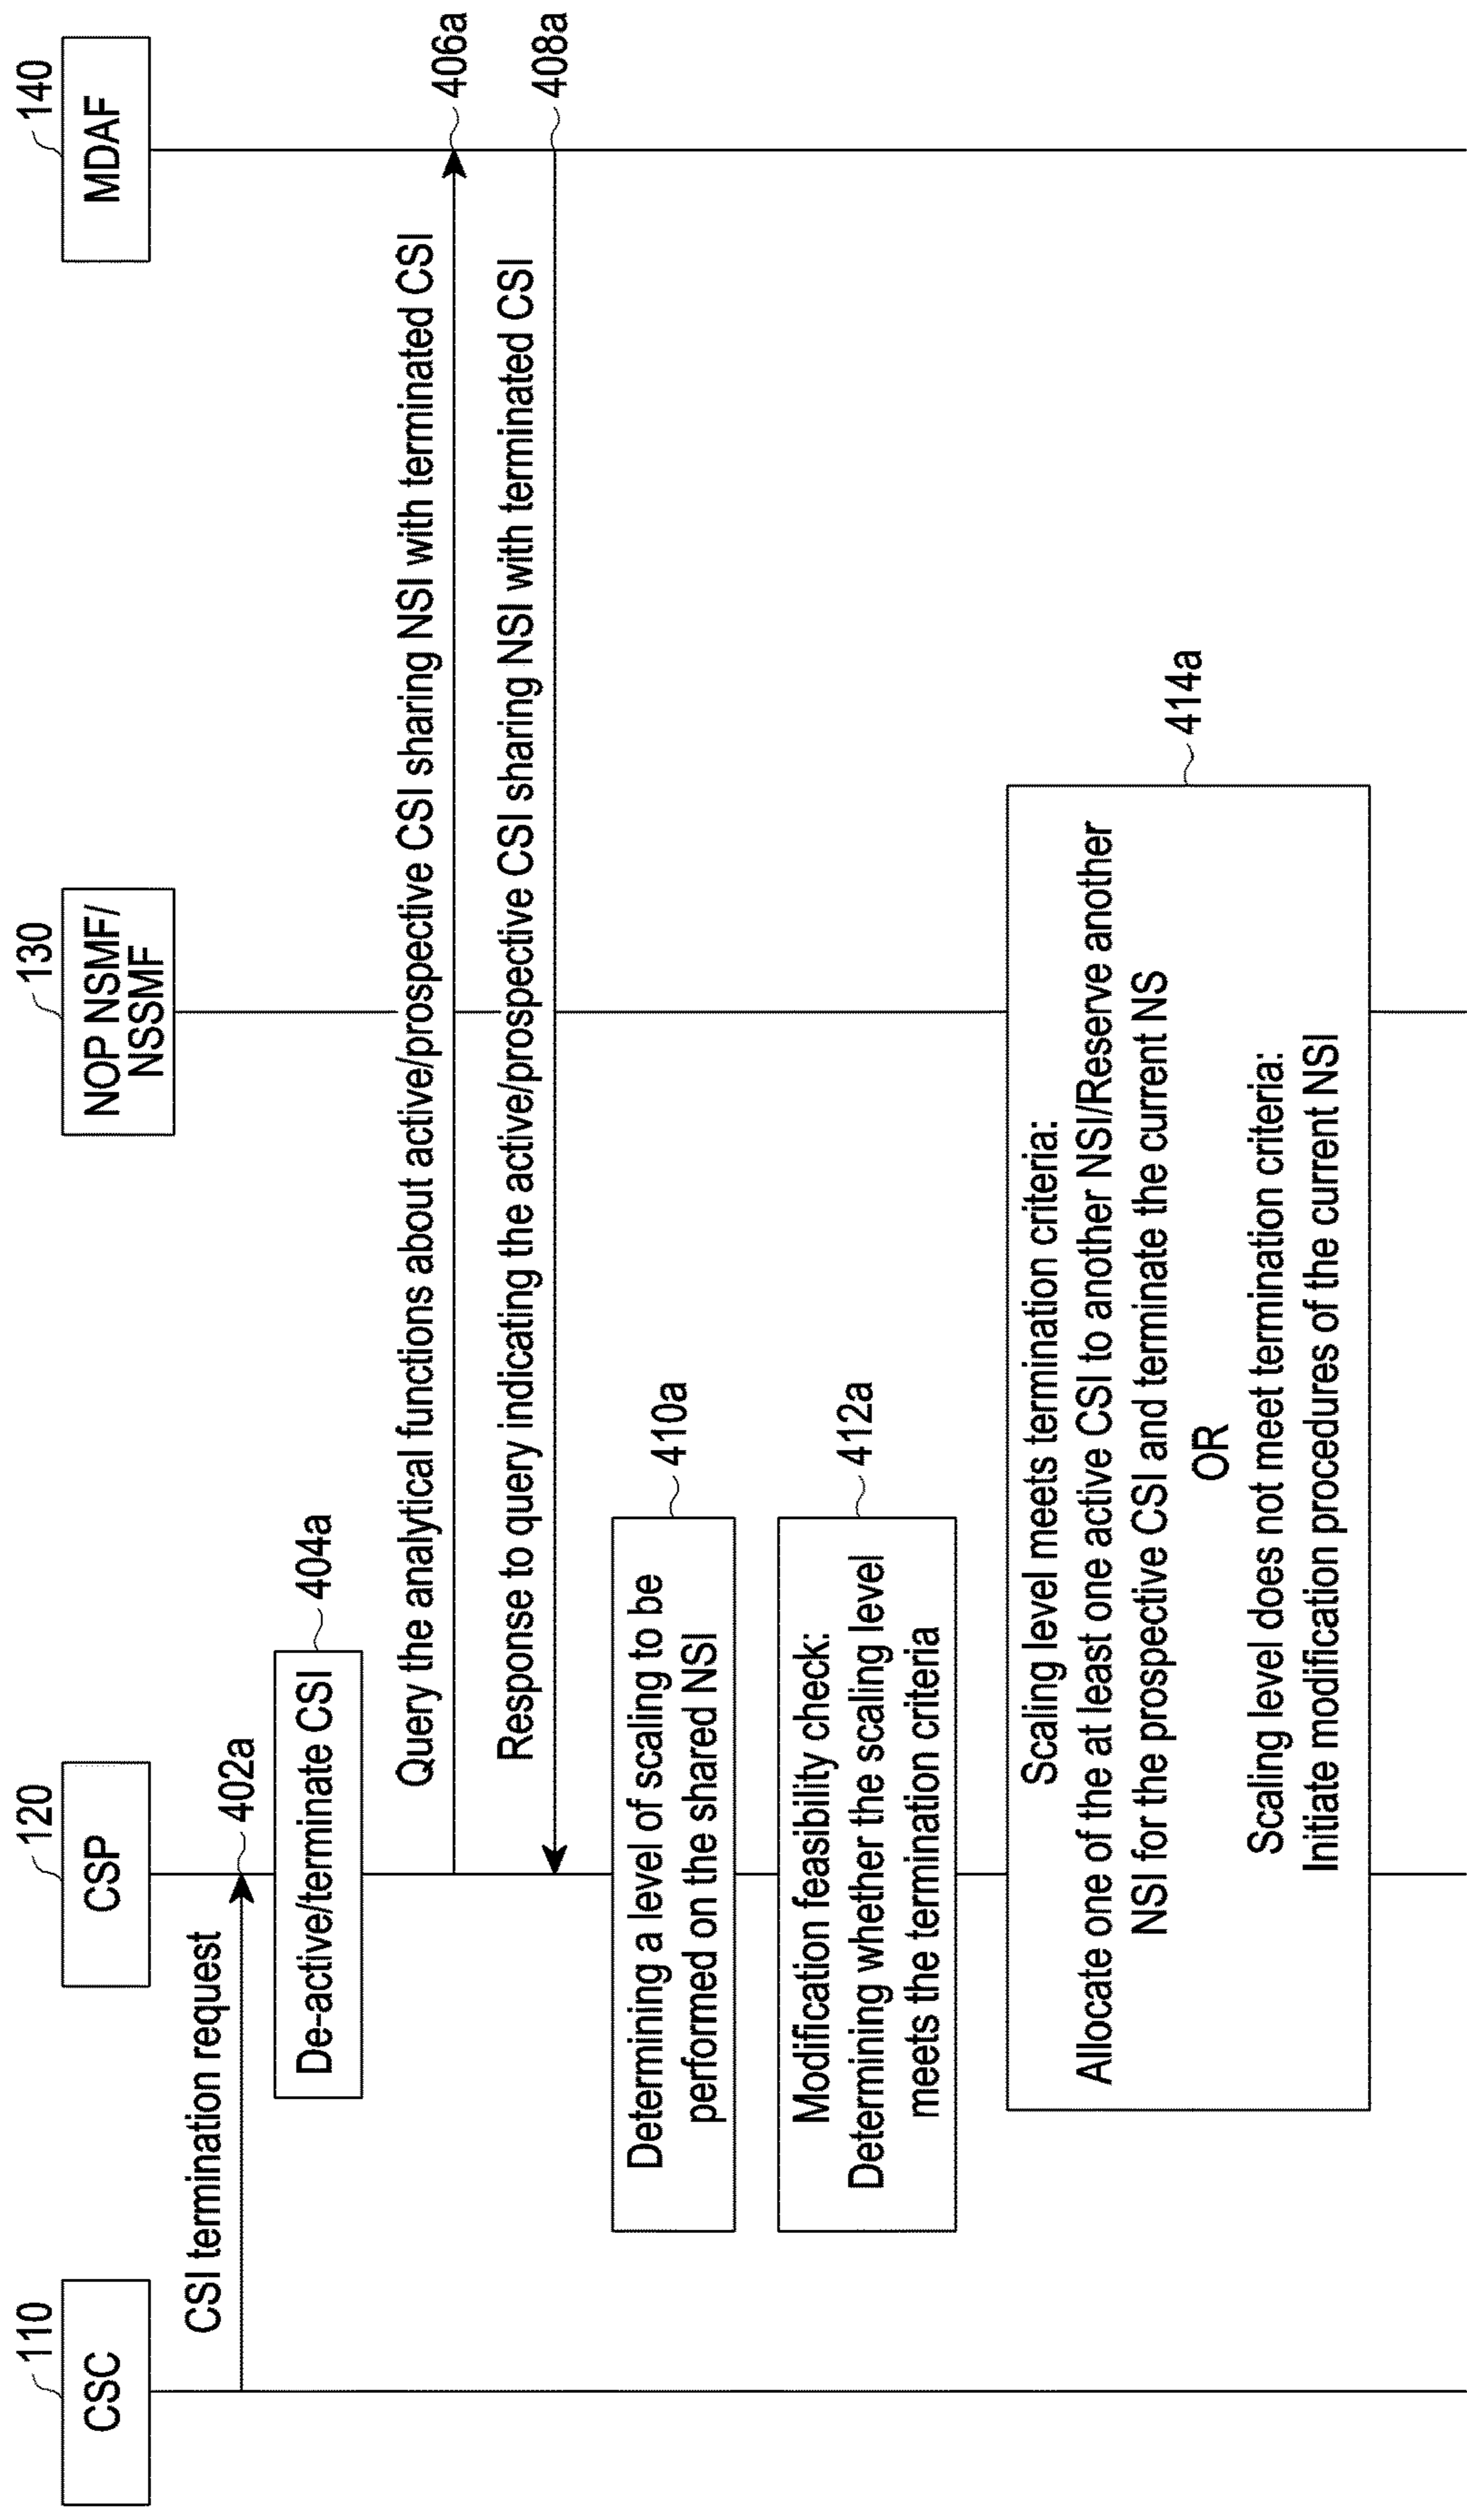 110
120
130
140
CSC
CSP
NOP NSMF/
NSSMF
MDAF
CSI termination request
402a
De-active/terminate CSI
404a
Query the analytical functions about active/prospective CSI sharing NSI with terminated CSI
406a
Response to query indicating the active/prospective CSI sharing NSI with terminated CSI
408a
Determining a level of scaling to be
performed on the shared NSI
410a
Modification feasibility check:
Determining whether the scaling level
meets the termination criteria
412a
Scaling level meets termination criteria:
Allocate one of the at least one active CSI to another NSI/Reserve another
NSI for the prospective CSI and terminate the current NS
OR
Scaling level does not meet termination criteria:
Initiate modification procedures of the current NSI
414a